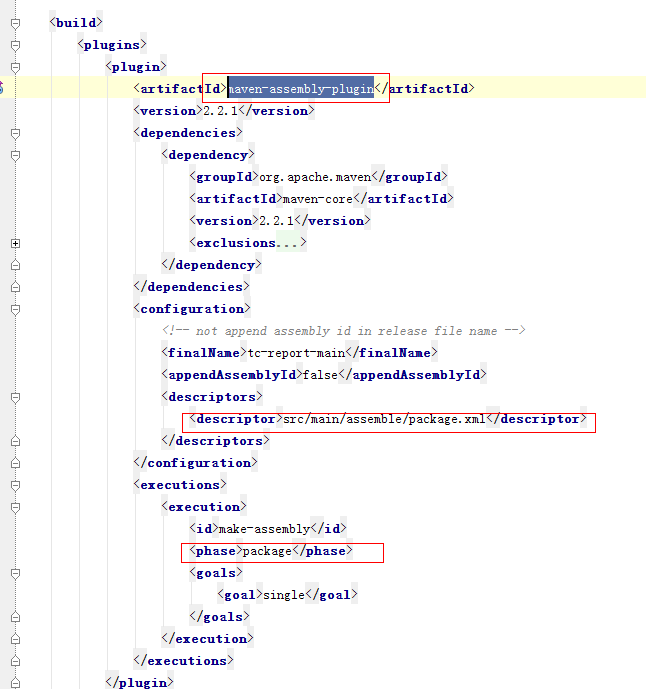 <build>
<plugins>
<plugin>
<artifactId>maven-assembly-plugin</artifactId>
<version>2.2.1</version>
<dependencies>
<dependency>
<groupId>org.apache.maven</groupId>
<artifactId>maven-core</artifactId>
<version>2.2.1</version>
<exclusions...>
</dependency>
</dependencies>
<configuration>
<!-- not append assembly id in release file name -->
<finalName>tc-report-main</finalName>
<appendAssemblyId>false</appendAssemblyId>
<descriptors>
<descriptor>src/main/assemble/package.xml</descriptor>
</descriptors>
</configuration>
<executions>
<execution>
<id>make-assembly</id>
<phase>package</phase>
<goals>
<goal>single</goal>
</goals>
</execution>
</executions>
</plugin>